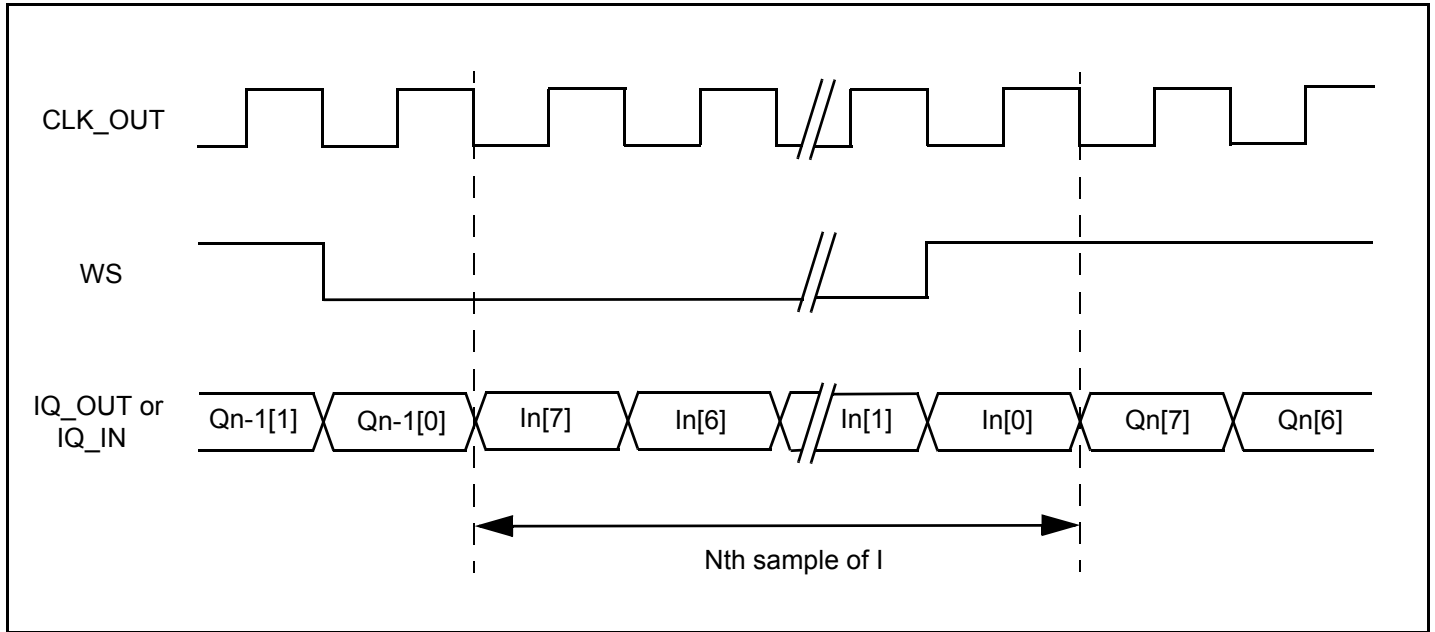 CLK_OUT
WS
IQ_OUT or
IQ_IN
Qn-1[1]
Qn-1[0]
In[7]
In[6]
In[1]
In[0]
Qn[7]
Qn[6]
Nth sample of I